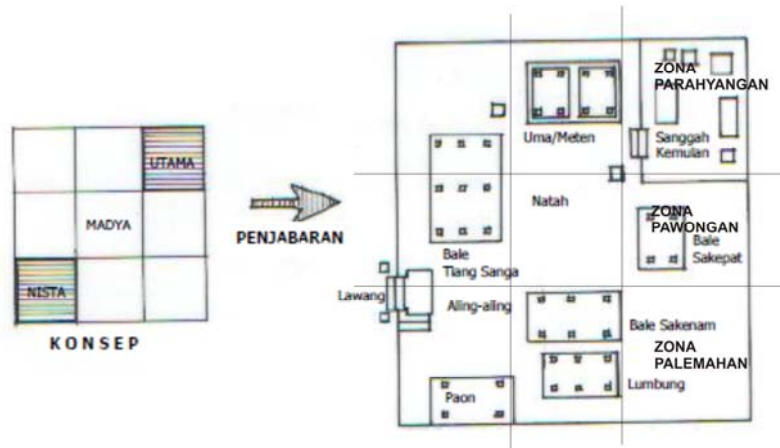 UTAMA
MADYA
NISTA
KONSEP
PENJABARAN
ZONA
PARAHYANGAN
Uma/Meten
Sanggah
Kemulan
Natah
ZONA
PAWONGAN
Bale
Sakepat
Bale
Tiang Sanga
Lawang
Aling-aling
Bale Sakenam
ZONA
PALEMAHAN
Lumbung
Paon